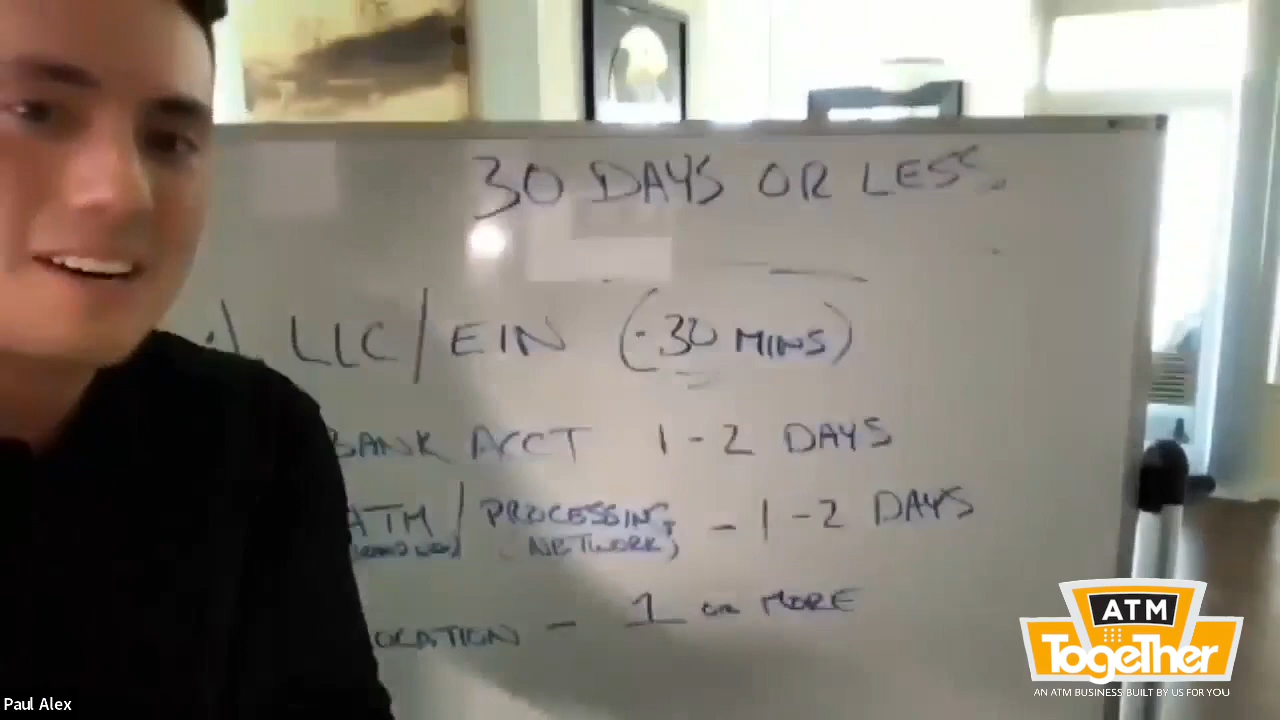 30 DAYS OR LESS.
LLC/EIN (-30 MINS)
BANK ACCT 1-2 DAYS
ATM / PROCESSING - 1-2 DAYS
NETWORK)
OCATION - 1 OR MORE
ATM
Together
AN ATM BUSINESS BUILT BY US FOR YOU
Paul Alex